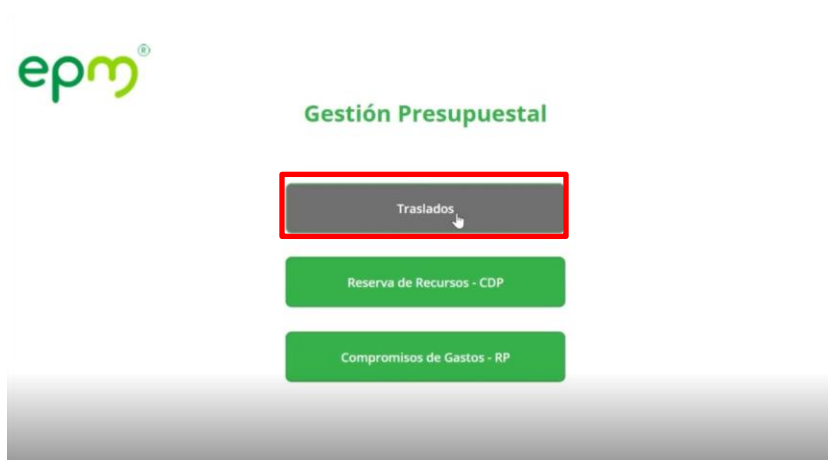 epm®
Gestión Presupuestal
Traslados
Reserva de Recursos - CDP
Compromisos de Gastos - RP